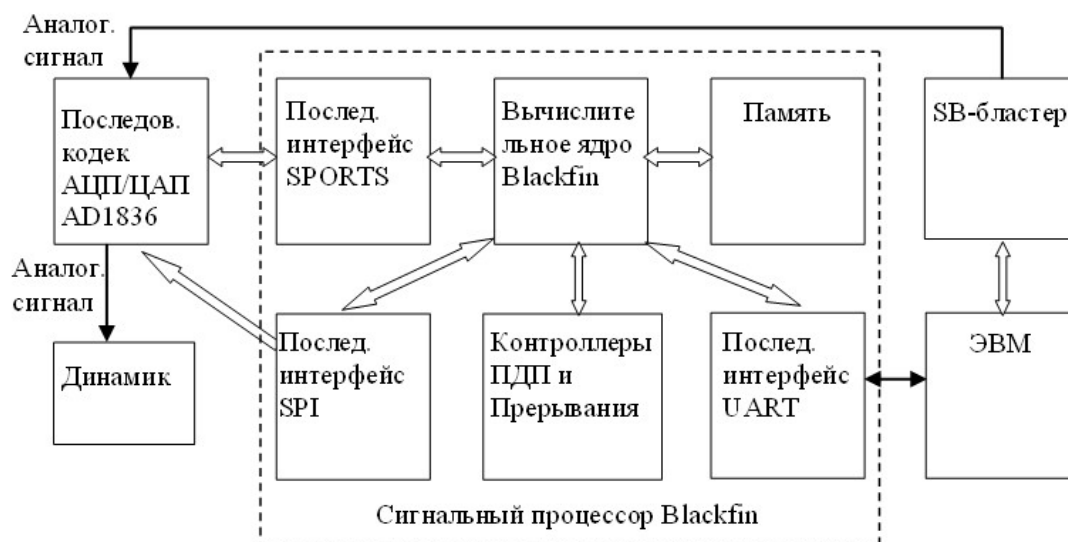 Аналог.
сигнал
Последов.
кодек
АЦП/ЦАП
AD1836
Послед.
интерфейс
SPORTS
Вычислите
льное ядро
Blackfin
Память
SB-бластер
Аналог.
сигнал
Динамик
Послед.
интерфейс
SPI
Контроллеры
ПДП и
Прерывания
Послед.
интерфейс
UART
ЭВМ
Сигнальный процессор Blackfin